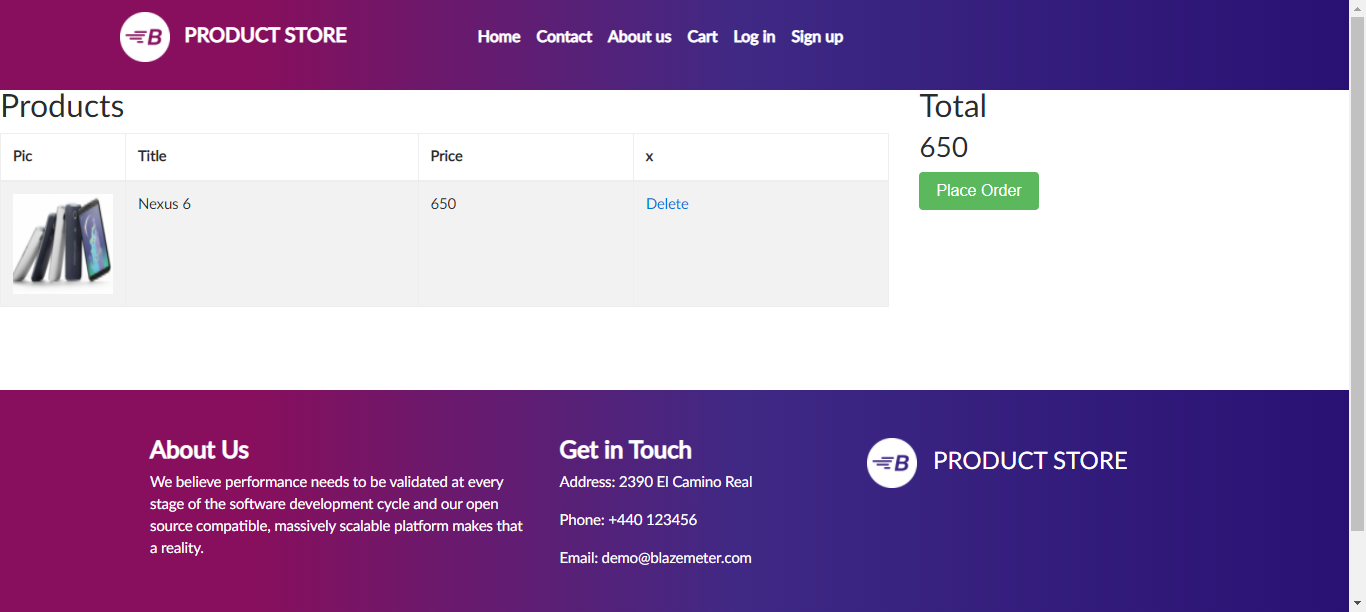 B PRODUCT STORE Home Contact About us Cart Log in Sign up
Products
Pic Title Price x
Nexus 6 650 Delete
Total
650
Place Order
About Us
We believe performance needs to be validated at every
stage of the software development cycle and our open
source compatible, massively scalable platform makes that
a reality.
Get in Touch
Address: 2390 El Camino Real
Phone: +440 123456
Email: demo@blazemeter.com
B PRODUCT STORE